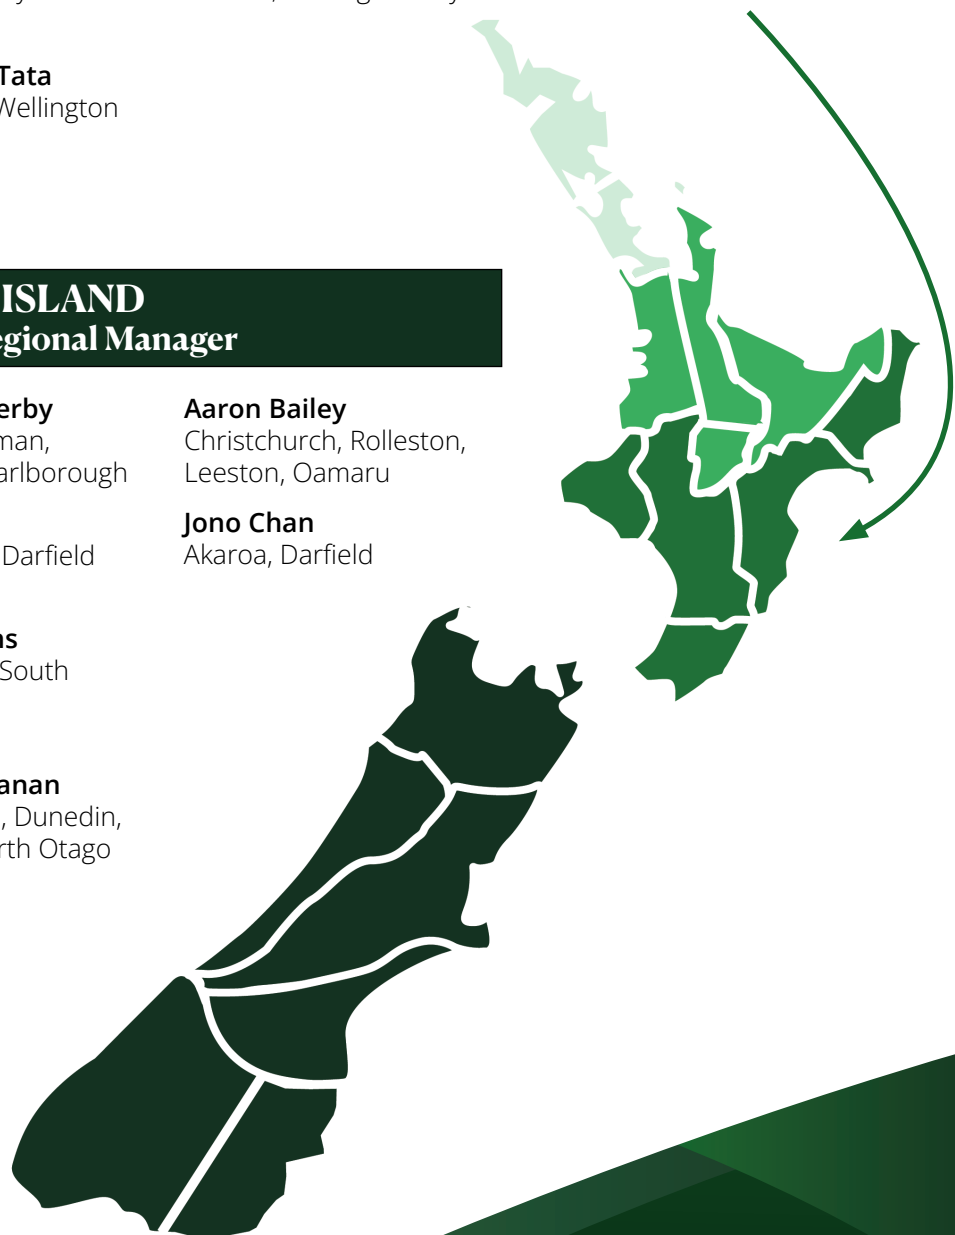 Tata
Wellington
ISLAND
egional Manager
erby
man,
arlborough
Darfield
ns
South
anan
, Dunedin,
rth Otago
Aaron Bailey
Christchurch, Rolleston,
Leeston, Oamaru
Jono Chan
Akaroa, Darfield